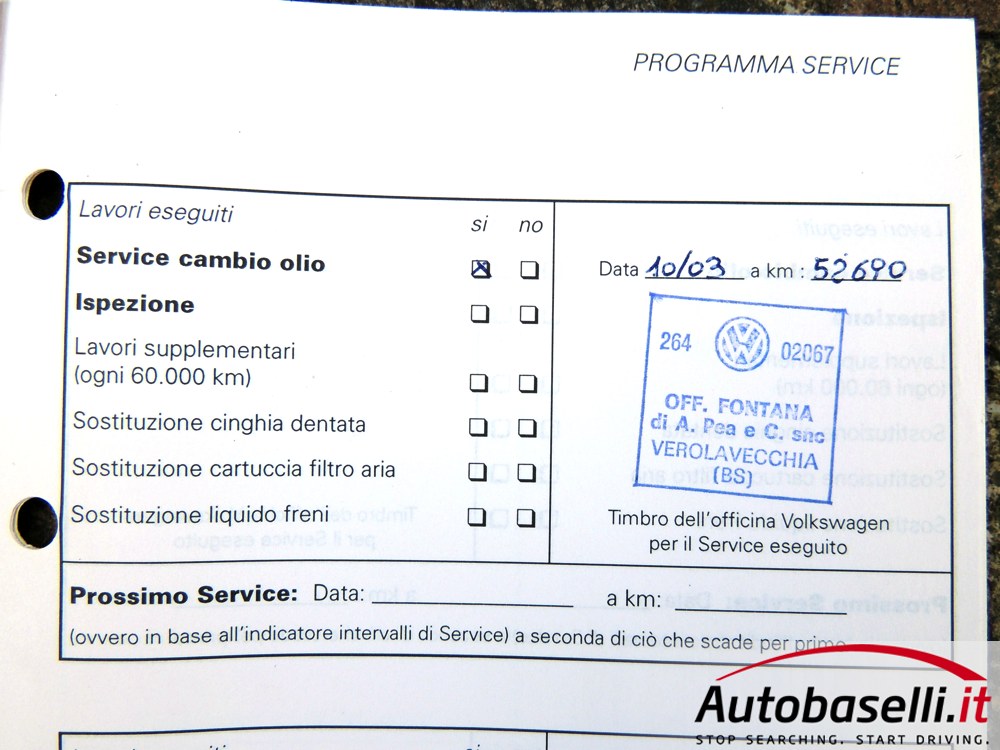 PROGRAMMA SERVICE
Lavori eseguiti
si no
Service cambio olio
Ispezione
Lavori supplementari
(ogni 60.000 km)
Sostituzione cinghia dentata
Sostituzione cartuccia filtro aria
Sostituzione liquido freni
Data 10/03 a km : 52690
264 02067
OFF. FONTANA
di A. Pea e C. snc
VEROLAVECCHIA
(BS)
Timbro dell'officina Volkswagen
per il Service eseguito
Prossimo Service: Data: a km:
(ovvero in base all'indicatore intervalli di Service) a seconda di ciò che scade per primo
Autobaselli.it
STOP SEARCHING. START DRIVING.